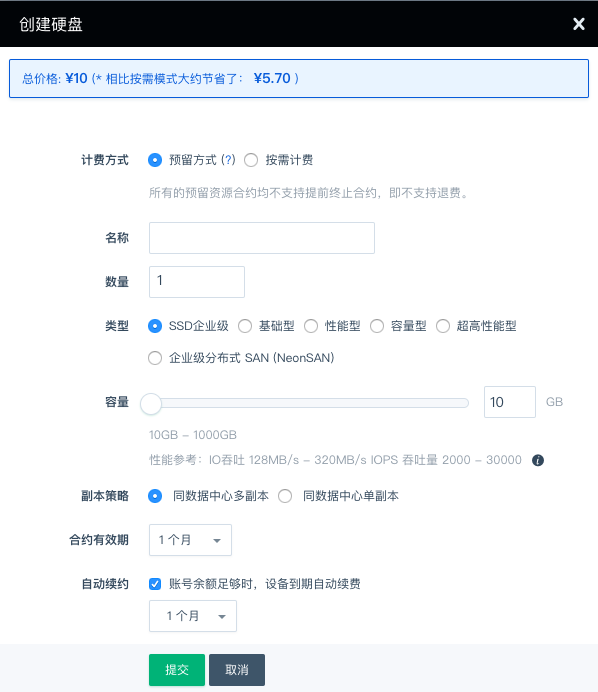 创建硬盘
总价格: ¥10 (* 相比按需模式大约节省了： ¥5.70 )
计费方式 预留方式 (?) 按需计费
所有的预留资源合约均不支持提前终止合约，即不支持退费。
名称
数量 1
类型 SSD企业级 基础型 性能型 容量型 超高性能型
企业级分布式 SAN (NeonSAN)
容量 10 GB
10GB - 1000GB
性能参考：IO吞吐 128MB/s - 320MB/s IOPS 吞吐量 2000 - 30000
副本策略 同数据中心多副本 同数据中心单副本
合约有效期 1 个月
自动续约 账号余额足够时，设备到期自动续费
1 个月
提交 取消